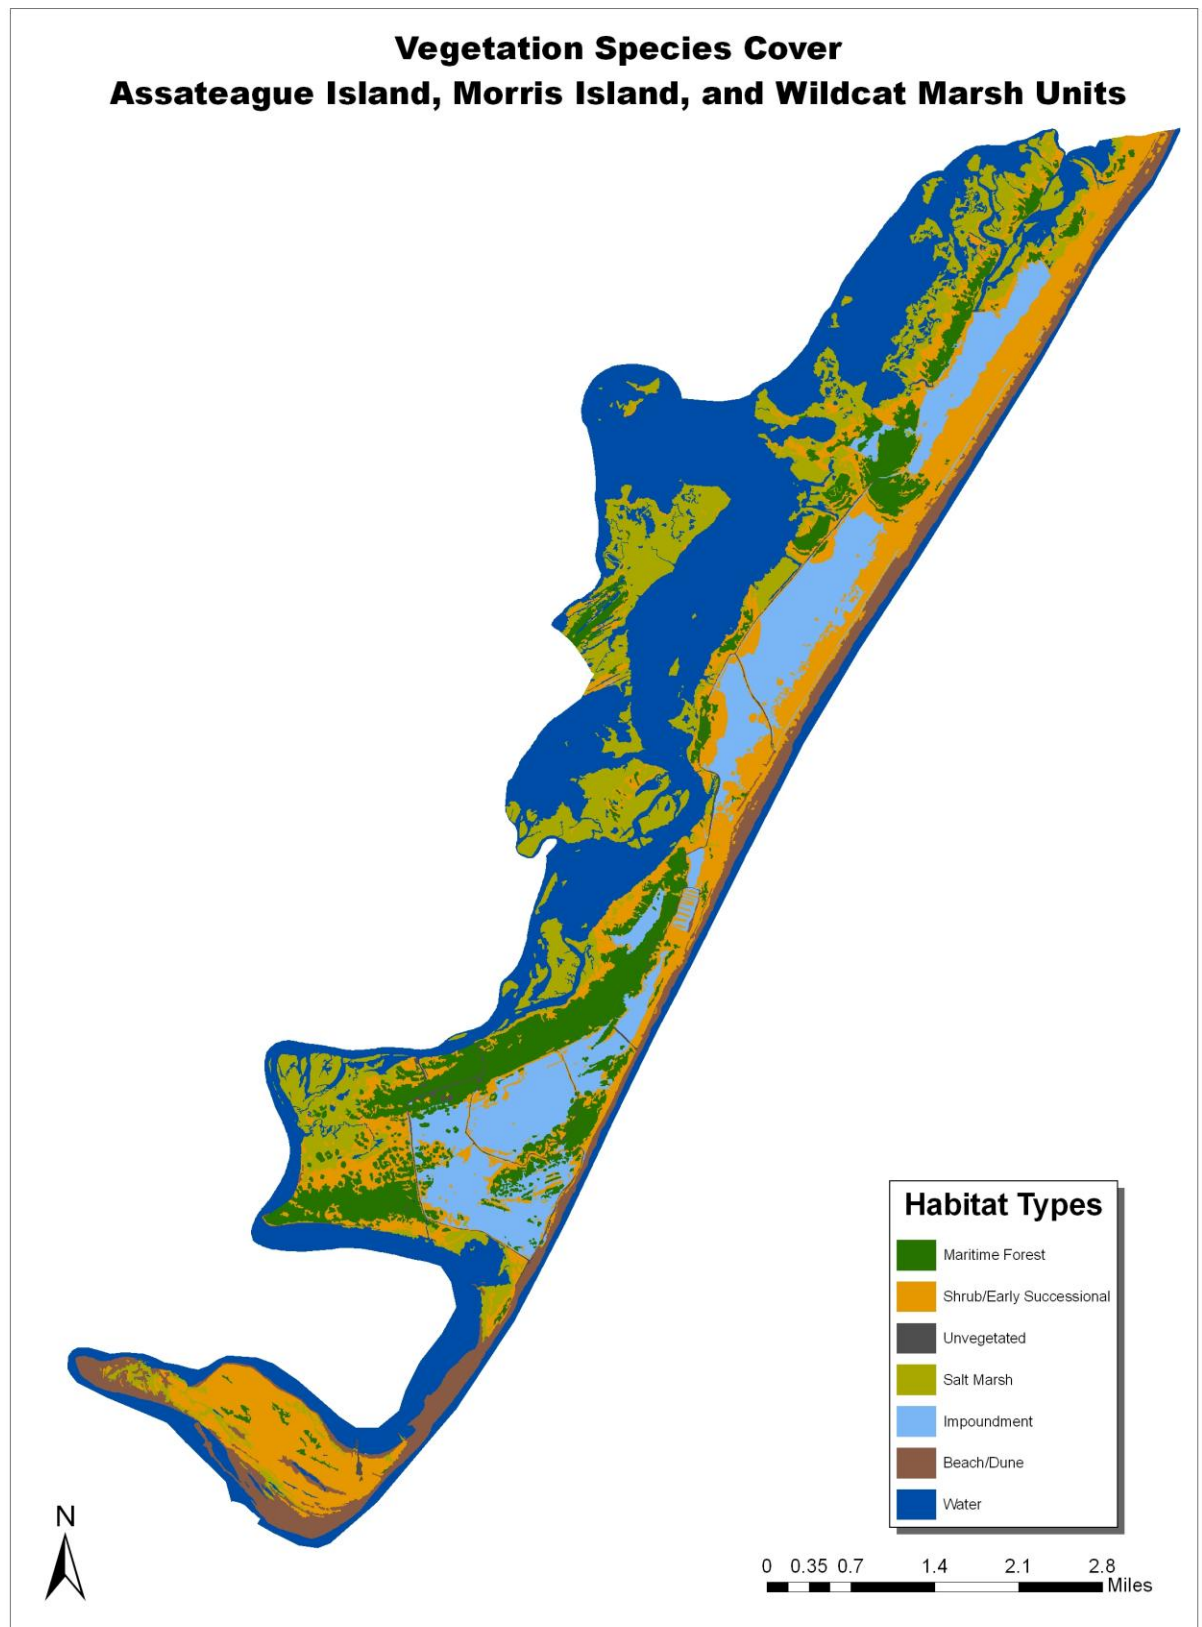 Vegetation Species Cover
Assateague Island, Morris Island, and Wildcat Marsh Units
Habitat Types
Maritime Forest
Shrub/Early Successional
Unvegetated
Salt Marsh
Impoundment
Beach/Dune
Water
N
0 0.35 0.7 1.4 2.1 2.8
Miles